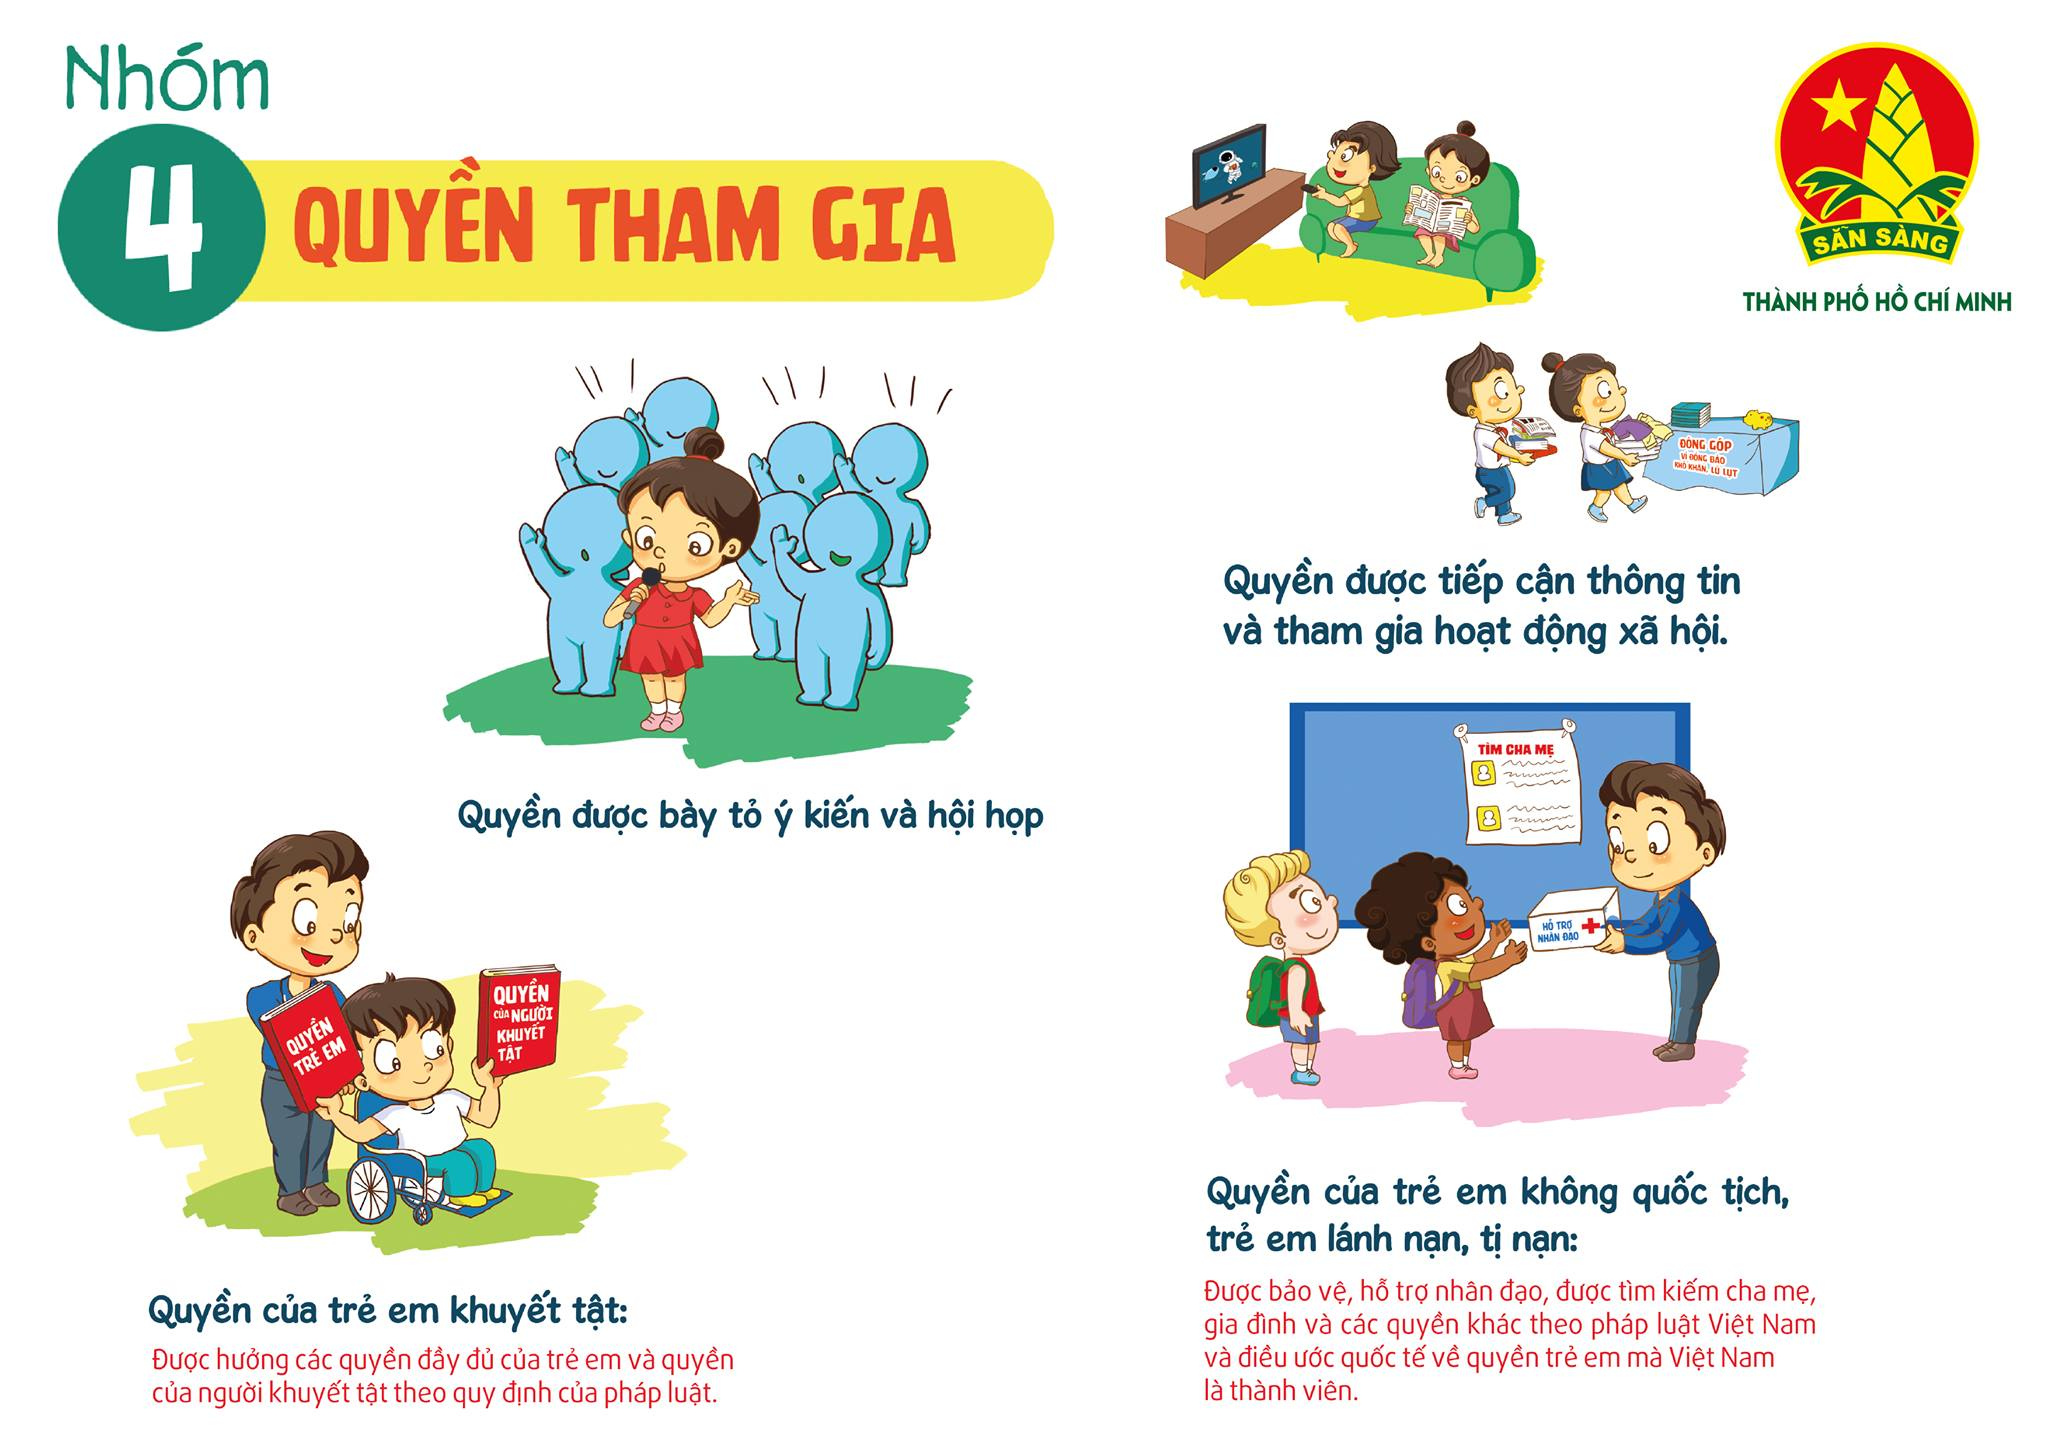 Nhóm
4
QUYỀN THAM GIA
SẴN SÀNG
THÀNH PHỐ HỒ CHÍ MINH
ĐÓNG GÓP
VÌ ĐỒNG BÀO
KHÓ KHĂN, LŨ LỤT
Quyền được tiếp cận thông tin
và tham gia hoạt động xã hội.
Quyền được bày tỏ ý kiến và hội họp
TÌM CHA MẸ
HỖ TRỢ
NHÂN ĐẠO
QUYỀN
TRẺ EM
QUYỀN
CỦA NGƯỜI
KHUYẾT
TẬT
Quyền của trẻ em khuyết tật:
Được hưởng các quyền đầy đủ của trẻ em và quyền
của người khuyết tật theo quy định của pháp luật.
Quyền của trẻ em không quốc tịch,
trẻ em lánh nạn, tị nạn:
Được bảo vệ, hỗ trợ nhân đạo, được tìm kiếm cha mẹ,
gia đình và các quyền khác theo pháp luật Việt Nam
và điều ước quốc tế về quyền trẻ em mà Việt Nam
là thành viên.